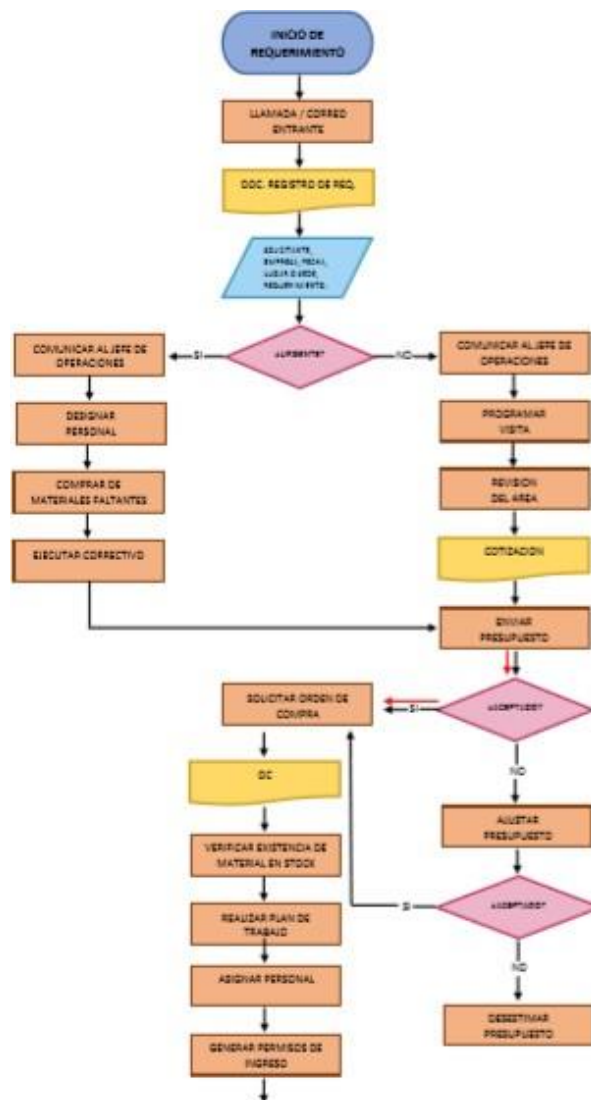 INICIO DE
REQUERIMIENTO
LLAMADA / CORREO
ENTRANTE
DOC. REGISTRO DE REQ.
SOLICITANTE,
EMPRESA, FECHA,
LUGAR O SEDE,
REQUERIMIENTO.
¿URGENTE?
SI
NO
COMUNICAR AL JEFE DE
OPERACIONES
DESIGNAR
PERSONAL
COMPRAR DE
MATERIALES FALTANTES
EJECUTAR CORRECTIVO
COMUNICAR AL JEFE DE
OPERACIONES
PROGRAMAR
VISITA
REVISION
DEL AREA
COTIZACION
ENVIAR
PRESUPUESTO
¿ACEPTADO?
SI
NO
SOLICITAR ORDEN DE
COMPRA
OC
VERIFICAR EXISTENCIA DE
MATERIAL EN STOCK
REALIZAR PLAN DE
TRABAJO
ASIGNAR PERSONAL
GENERAR PERMISOS DE
INGRESO
AJUSTAR
PRESUPUESTO
¿ACEPTADO?
SI
NO
DESESTIMAR
PRESUPUESTO